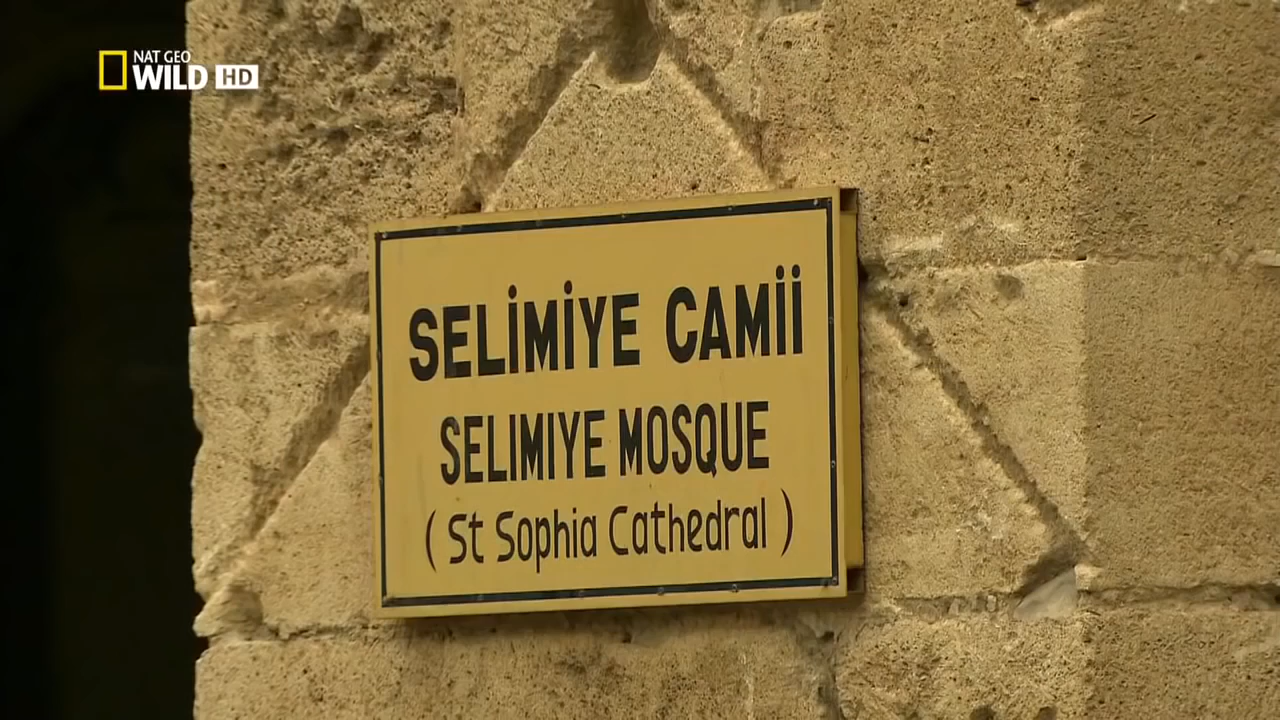 NAT GEO
WILD HD
SELİMİYE CAMİİ
SELIMIYE MOSQUE
(St Sophia Cathedral)